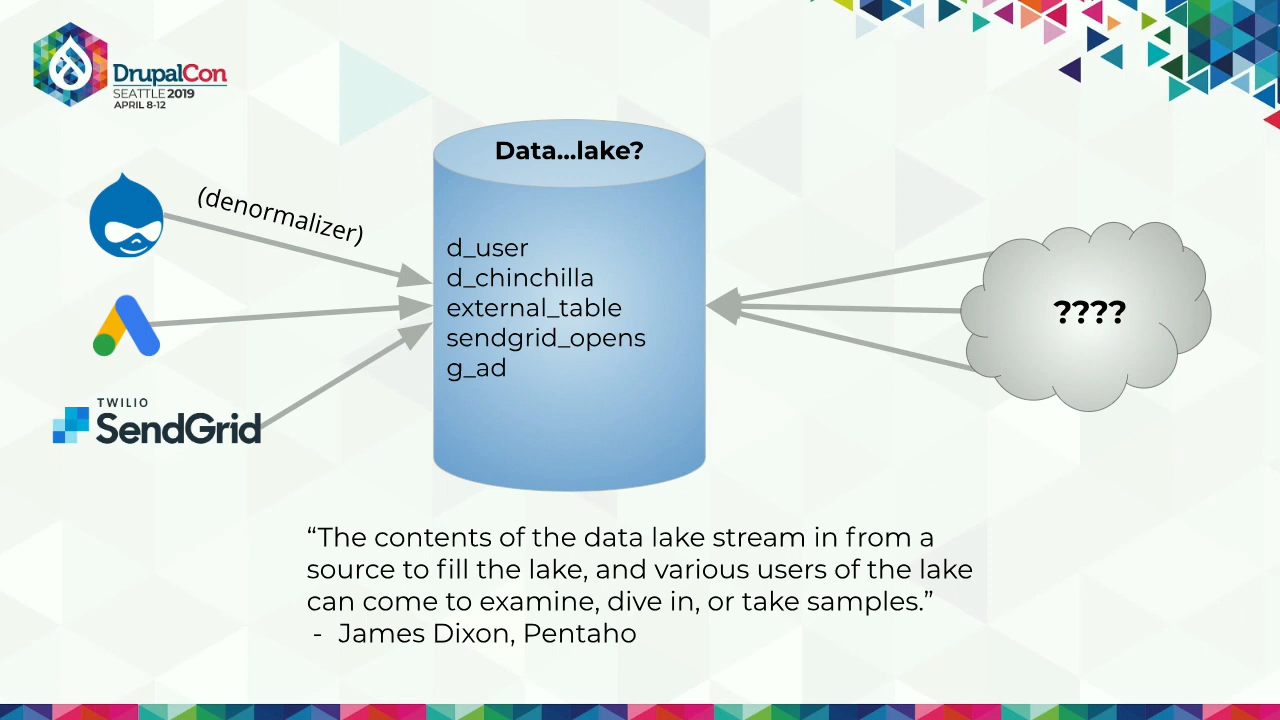 DrupalCon
SEATTLE 2019
APRIL 8-12
Data...lake?
(denormalizer)
d_user
d_chinchilla
external_table
sendgrid_opens
g_ad
????
TWILIO
SendGrid
“The contents of the data lake stream in from a
source to fill the lake, and various users of the lake
can come to examine, dive in, or take samples.”
- James Dixon, Pentaho